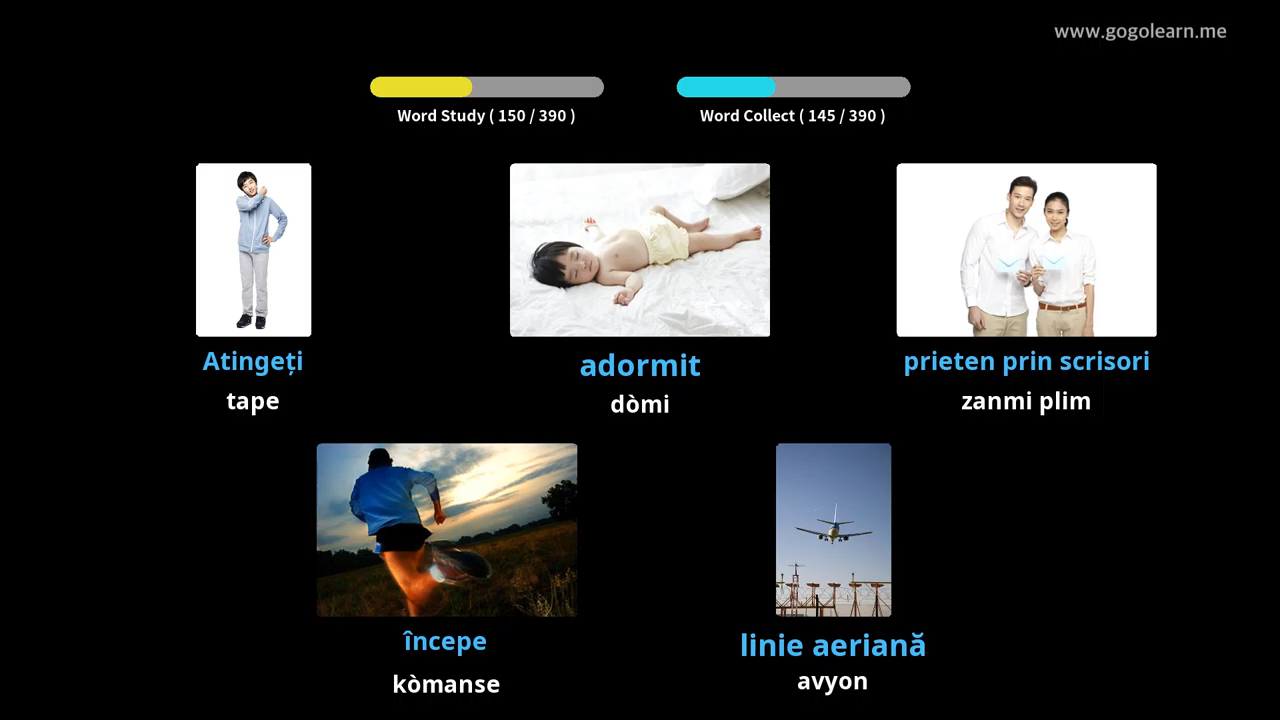 www.gogolearn.me
Word Study ( 150 / 390 )
Word Collect ( 145 / 390 )
Atingeți
tape
adormit
dòmi
prieten prin scrisori
zanmi plim
începe
kòmanse
linie aeriană
avyon